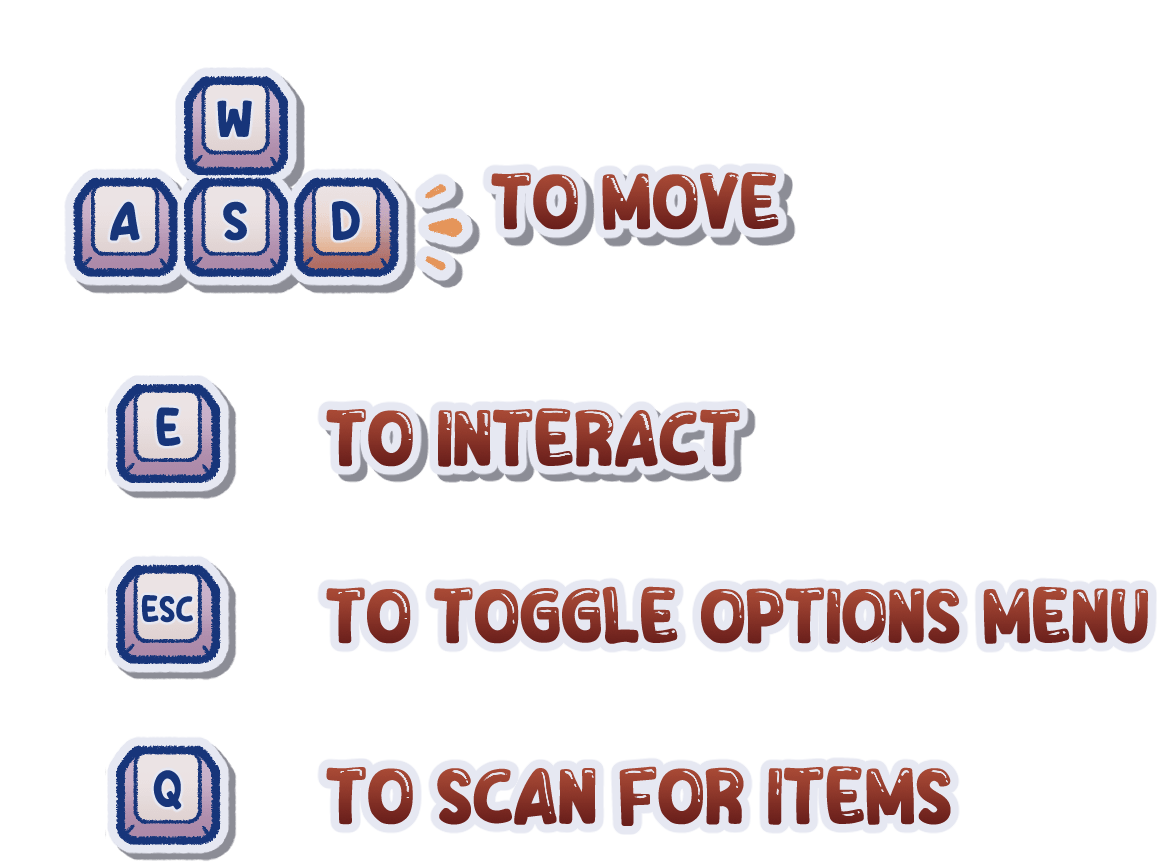 W
A S D TO MOVE
E TO INTERACT
ESC TO TOGGLE OPTIONS MENU
Q TO SCAN FOR ITEMS